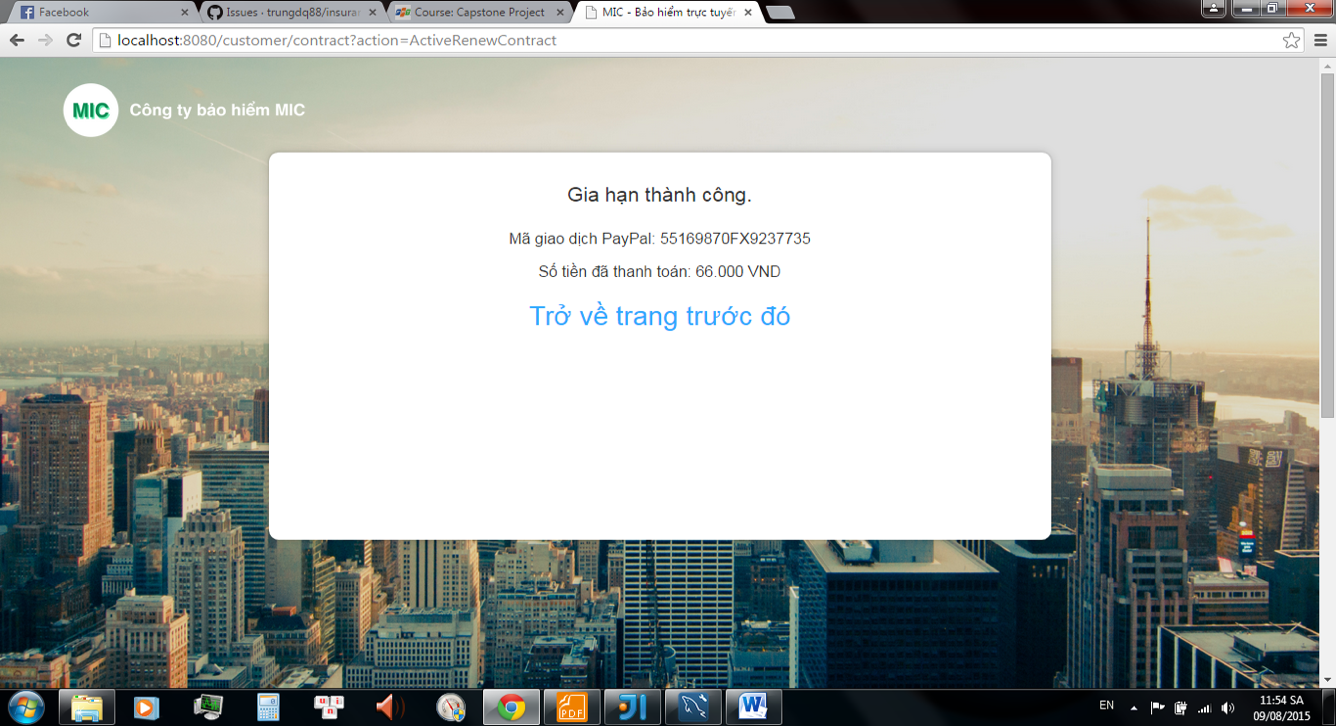 Facebook
Issues · trungdq88/insuran
Course: Capstone Project
MIC - Bảo hiểm trực tuyến
localhost:8080/customer/contract?action=ActiveRenewContract
MIC Công ty bảo hiểm MIC
Gia hạn thành công.
Mã giao dịch PayPal: 55169870FX9237735
Số tiền đã thanh toán: 66.000 VND
Trở về trang trước đó
EN
11:54 SA
09/08/2015